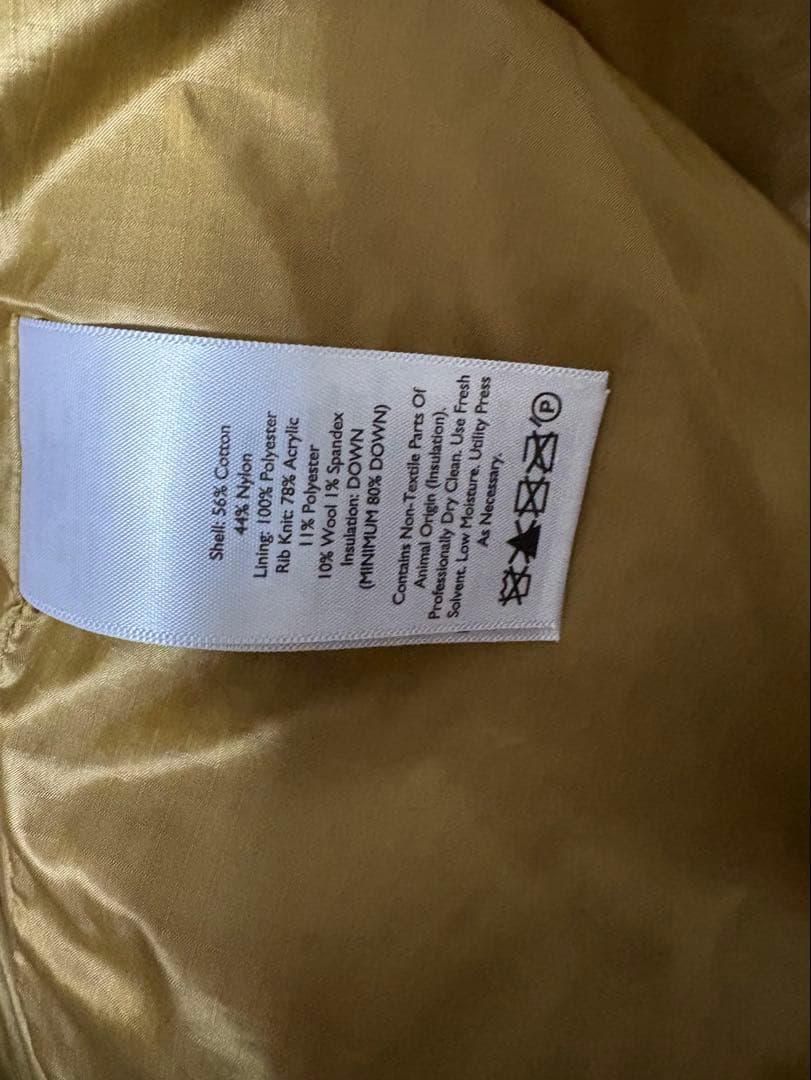 Shell: 56% Cotton
44% Nylon
Lining: 100% Polyester
Rib Knit: 78% Acrylic
11% Polyester
10% Wool 1% Spandex
Insulation: DOWN
(MINIMUM 80% DOWN)
Contains Non-Textile Parts Of
Animal Origin (Insulation).
Professionally Dry Clean. Use Fresh
Solvent. Low Moisture. Utility Press
As Necessary.
P